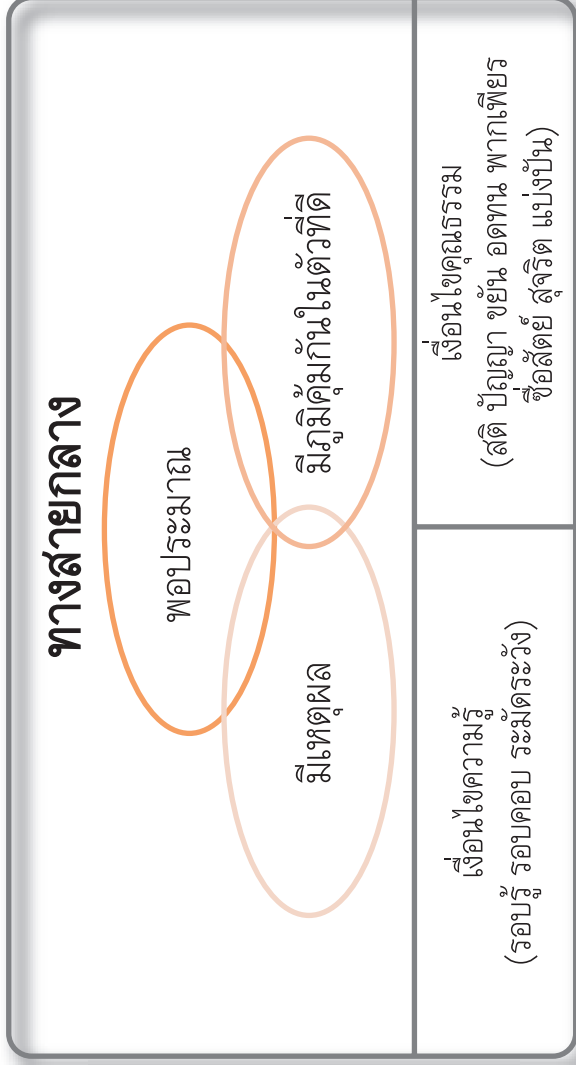 ทางสายกลาง
พอประมาณ
มีเหตุผล
มีภูมิคุ้มกันในตัวที่ดี
เงื่อนไขความรู้
(รอบรู้ รอบคอบ ระมัดระวัง)
เงื่อนไขคุณธรรม
(สติ ปัญญา ขยัน อดทน พากเพียร
ซื่อสัตย์ สุจริต แบ่งปัน)